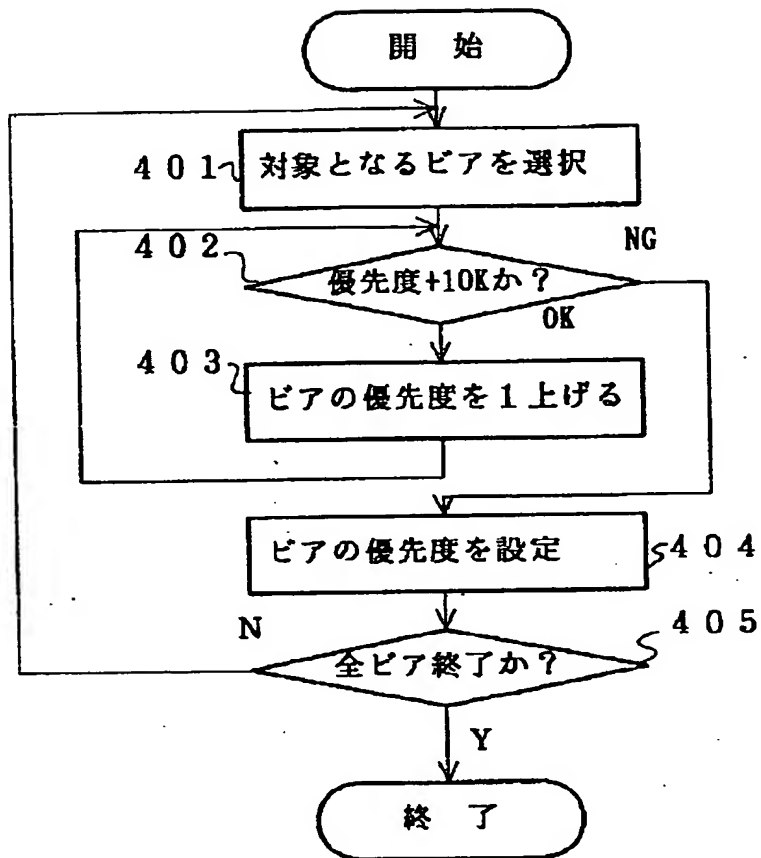 開 始
401
対象となるビアを選択
402
NG
優先度+1OKか?
OK
403
ビアの優先度を1上げる
ビアの優先度を設定
404
N
405
全ビア終了か?
Y
終 了